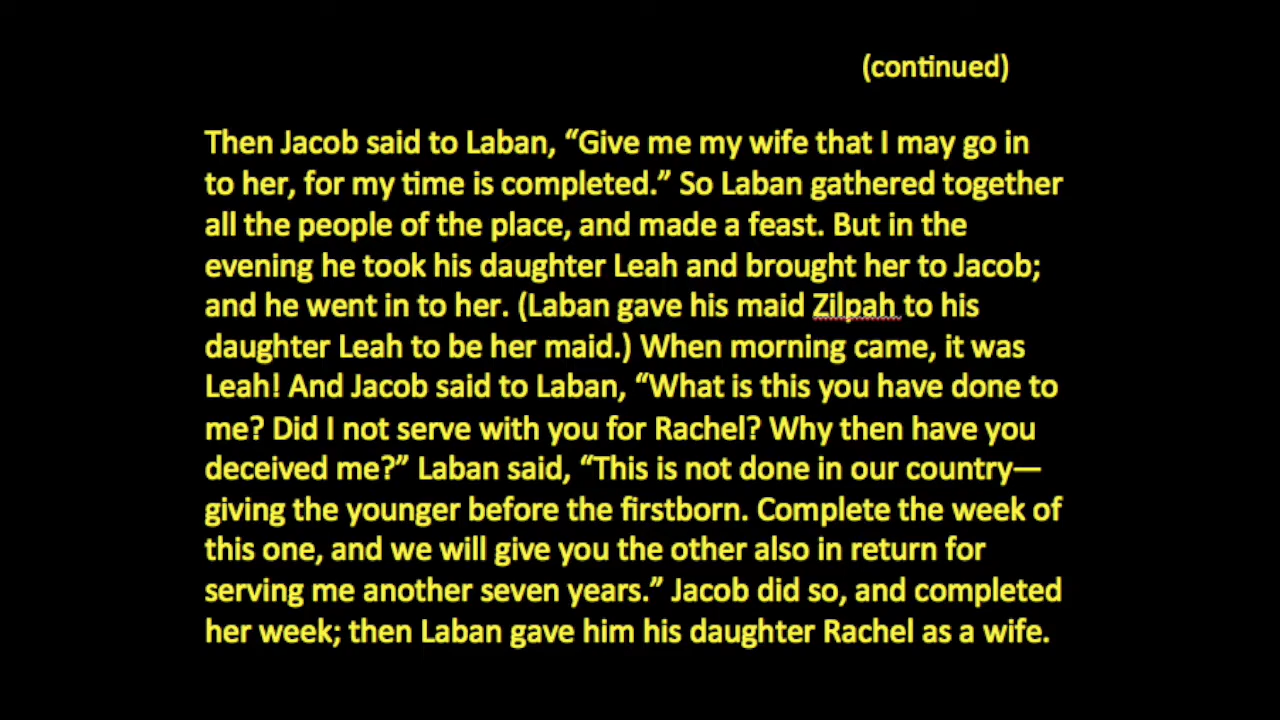 (continued)
Then Jacob said to Laban, “Give me my wife that I may go in
to her, for my time is completed.” So Laban gathered together
all the people of the place, and made a feast. But in the
evening he took his daughter Leah and brought her to Jacob;
and he went in to her. (Laban gave his maid Zilpah to his
daughter Leah to be her maid.) When morning came, it was
Leah! And Jacob said to Laban, “What is this you have done to
me? Did I not serve with you for Rachel? Why then have you
deceived me?” Laban said, “This is not done in our country—
giving the younger before the firstborn. Complete the week of
this one, and we will give you the other also in return for
serving me another seven years.” Jacob did so, and completed
her week; then Laban gave him his daughter Rachel as a wife.